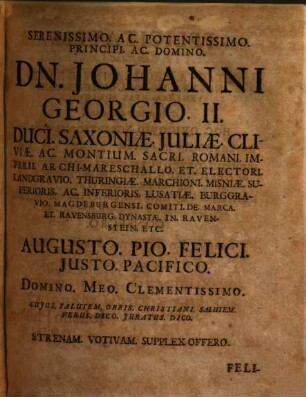 SERENISSIMO. AC. POTENTISSIMO.
PRINCIPI. AC. DOMINO.
DN. JOHANNI
GEORGIO. II.
DUCI. SAXONIÆ. JULIÆ. CLI-
VIÆ. AC. MONTIUM. SACRI. ROMANI. IM-
PERII. ARCHI-MARESCHALLO. ET. ELECTORI.
LANDGRAVIO. THURINGIÆ. MARCHIONI. MISNIÆ. SU-
PERIORIS. AC. INFERIORIS. LUSATIÆ. BURGGRA-
VIO. MAGDEBURGENSI. COMITI. DE. MARCA.
ET. RAVENSBURG. DYNASTÆ. IN. RAVEN-
STEIN. ETC.
AUGUSTO. PIO. FELICI.
JUSTO. PACIFICO.
DOMINO. MEO. CLEMENTISSIMO.
CUJUS. SALUTEM. ORBIS. CHRISTIANI. SALUTEM.
VERUS. DICO. JURATUS. DICO.
STRENAM. VOTIVAM. SUPPLEX OFFERO.
FELI-